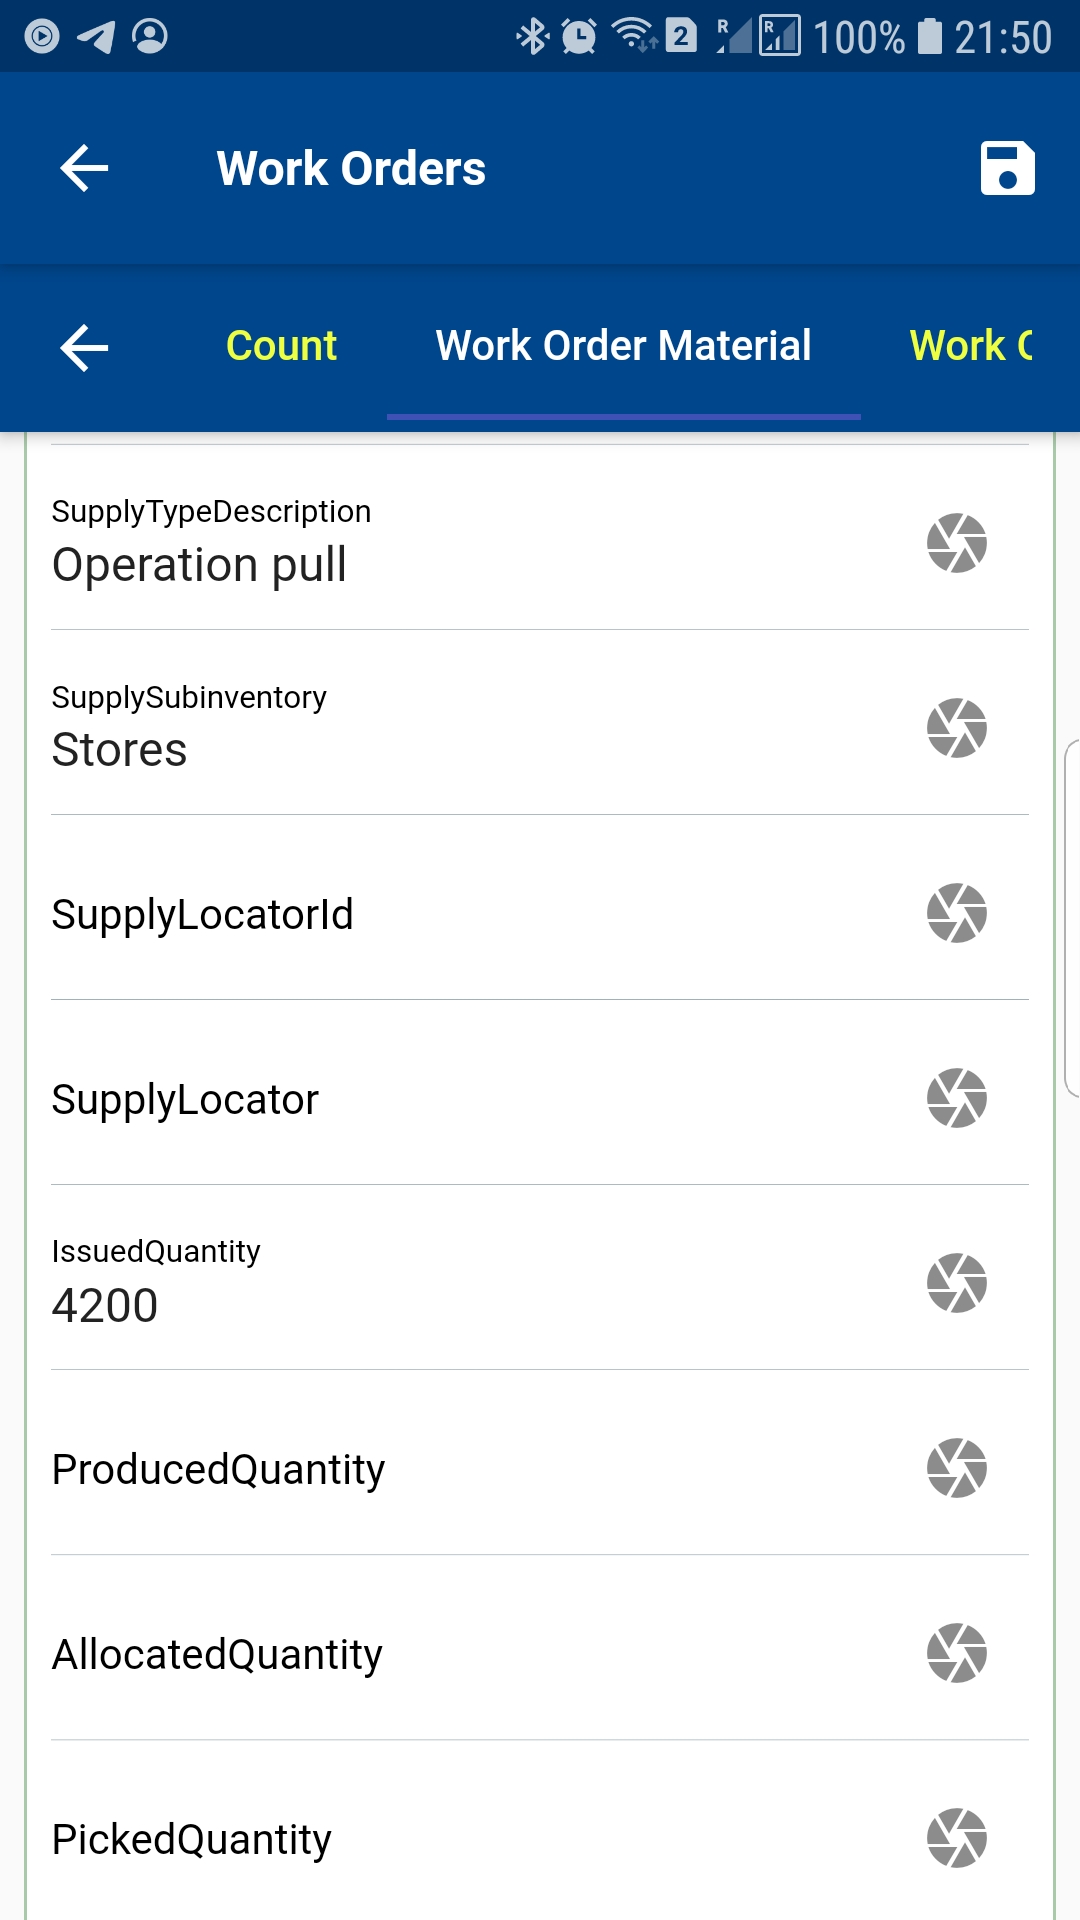 2 R R 100% 21:50
Work Orders
Count Work Order Material Work
SupplyTypeDescription
Operation pull
SupplySubinventory
Stores
SupplyLocatorId
SupplyLocator
IssuedQuantity
4200
ProducedQuantity
AllocatedQuantity
PickedQuantity